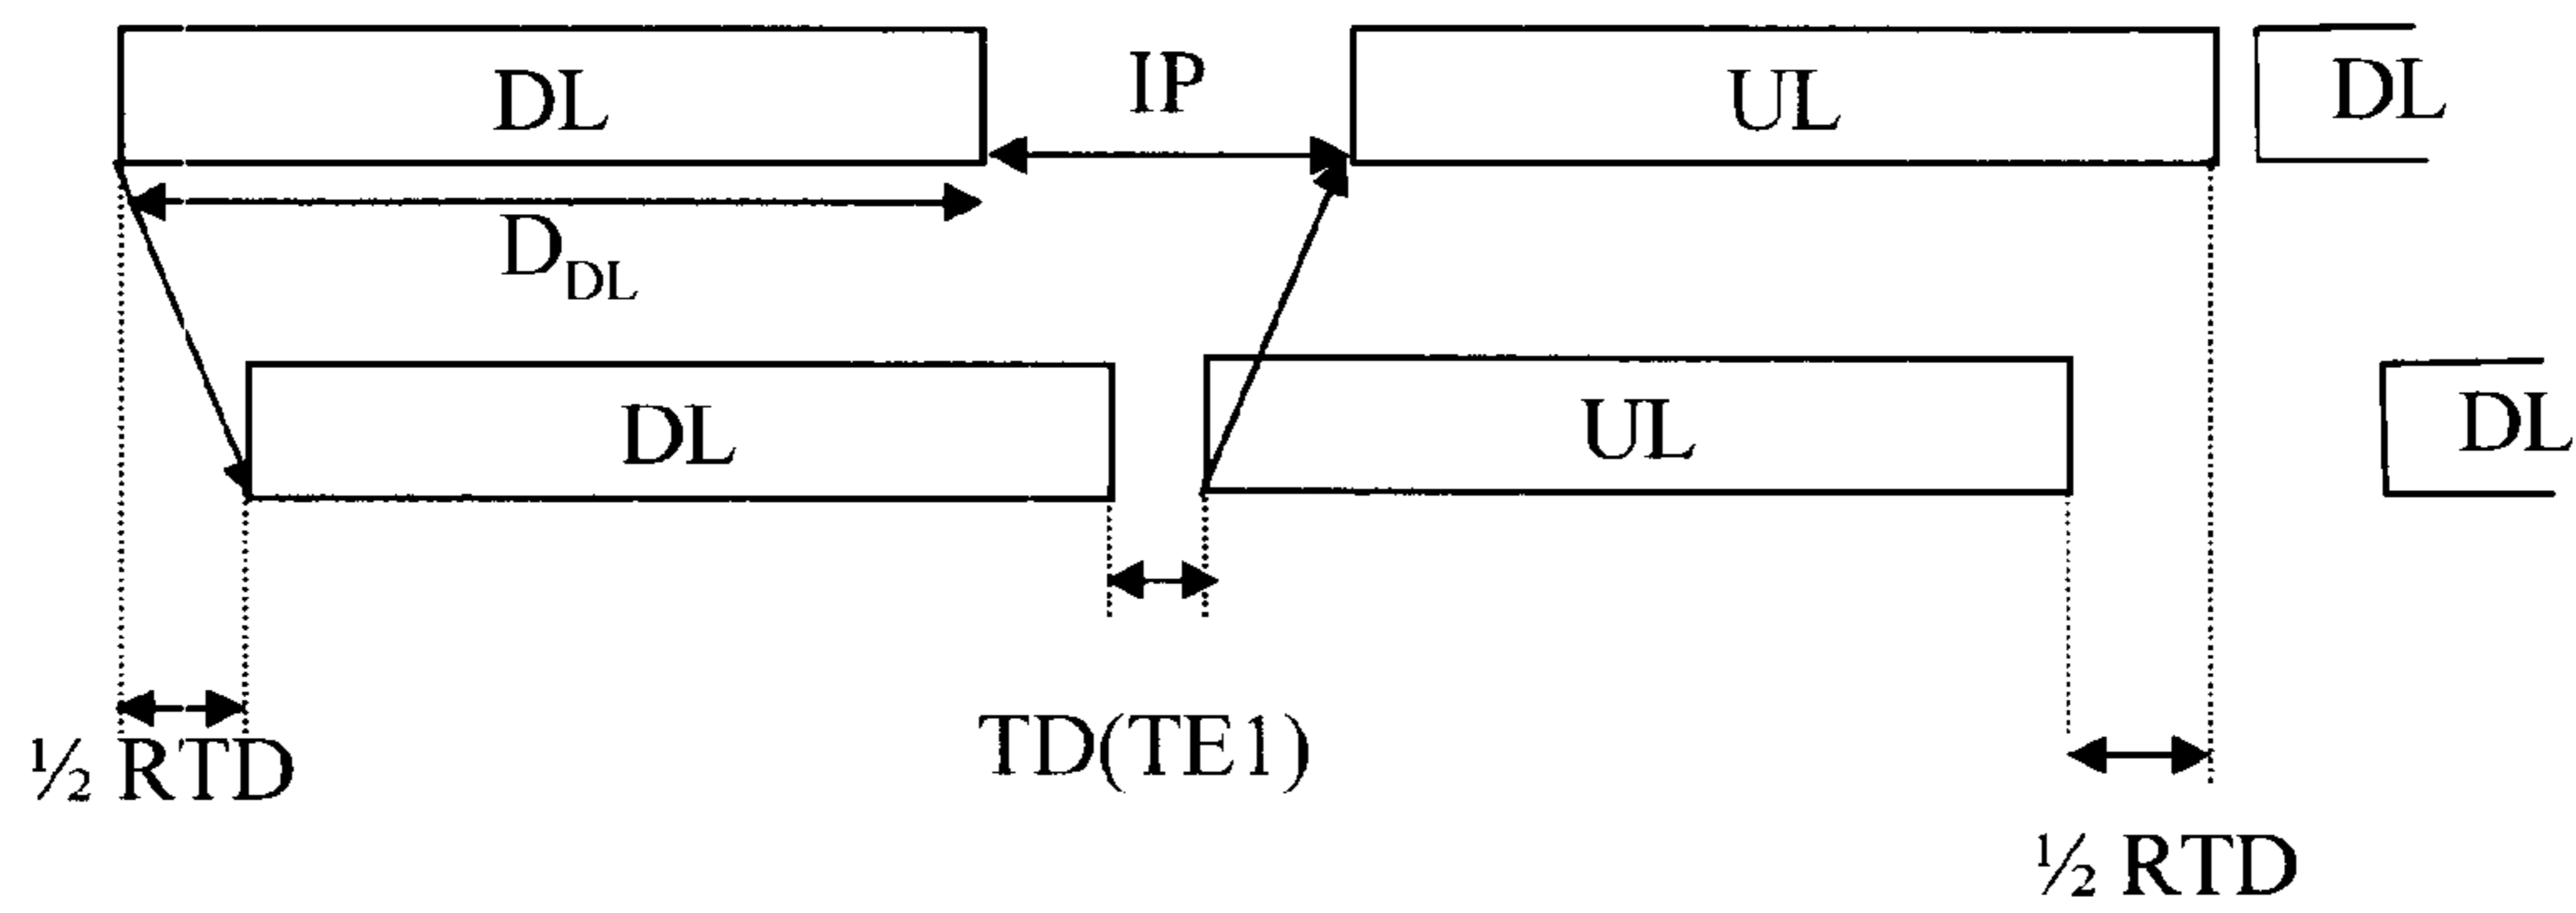 DL
IP
UL
DL
D_DL
DL
UL
DL
½ RTD
TD(TE1)
½ RTD